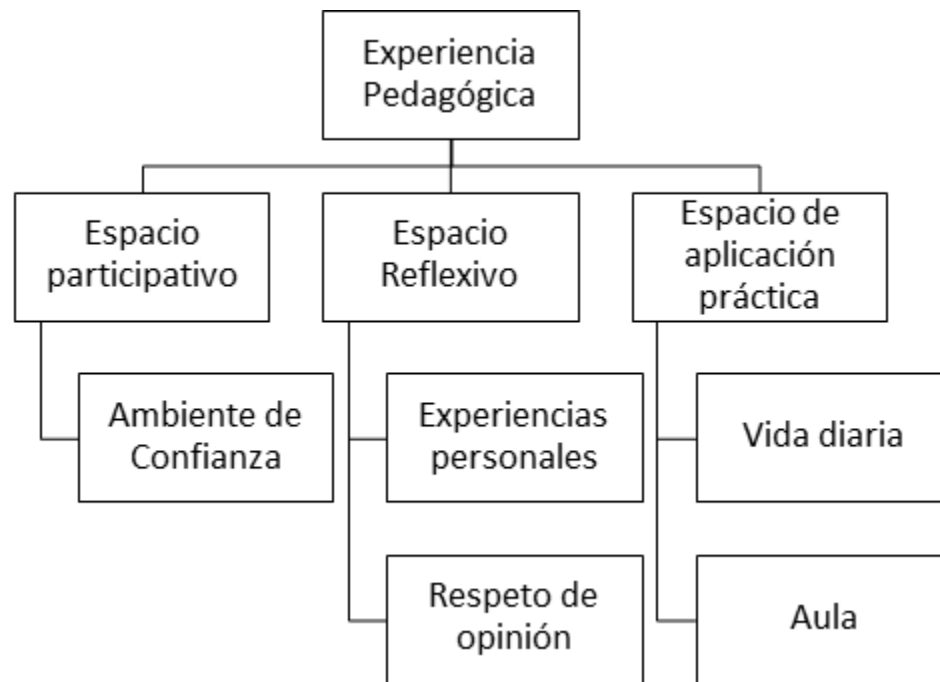 Experiencia
Pedagógica
Espacio
participativo
Espacio
Reflexivo
Espacio de
aplicación
práctica
Ambiente de
Confianza
Experiencias
personales
Vida diaria
Respeto de
opinión
Aula